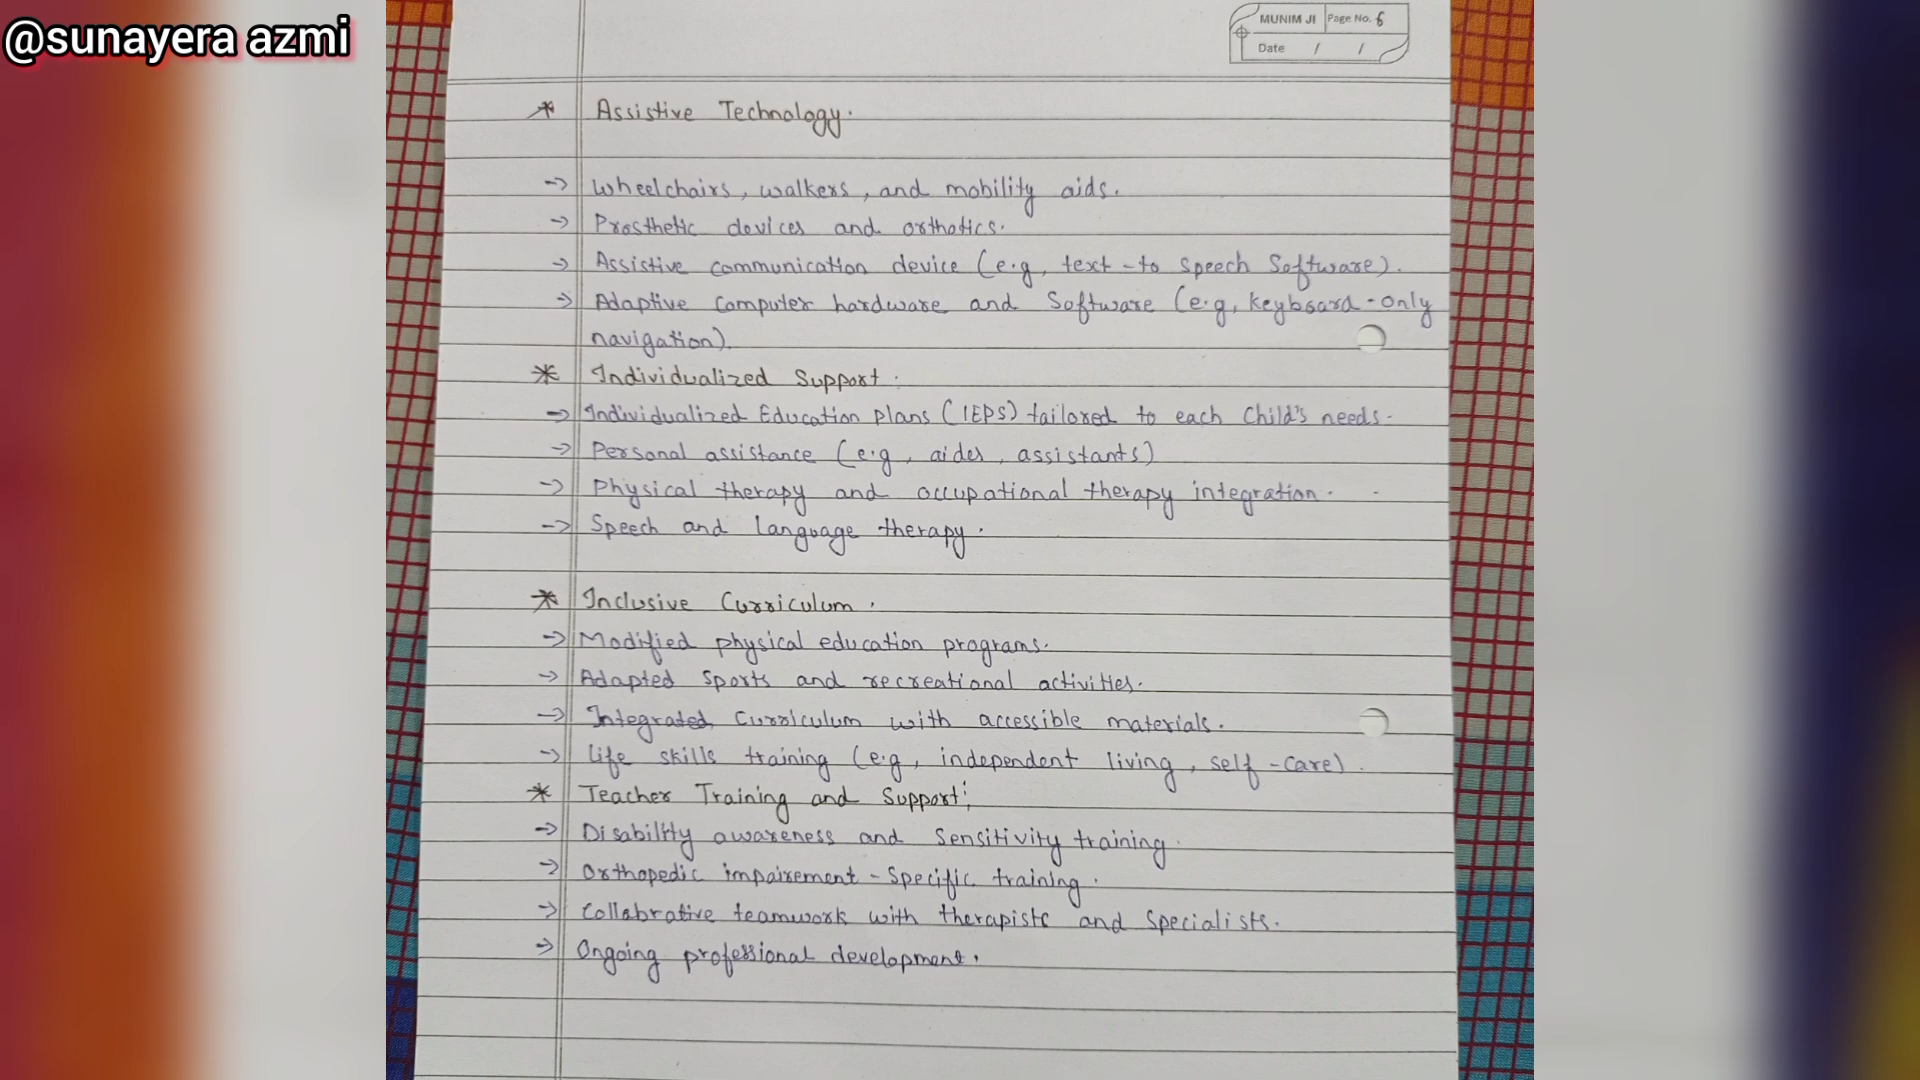 @sunayera azmi
MUNIM JI Page No. 6
Date / /
* Assistive Technology.
-> Wheelchairs, walkers, and mobility aids.
-> Prosthetic devices and orthotics.
-> Assistive communication device (e.g, text-to speech Software).
-> Adaptive computer hardware and Software (e.g, keyboard-only
navigation).
* Individualized Support.
-> Individualized Education plans (IEPS) tailored to each Child's needs.
-> Personal assistance (e.g, aides, assistants)
-> Physical therapy and occupational therapy integration.
-> Speech and language therapy.
* Inclusive Curriculum.
-> Modified physical education programs.
-> Adapted Sports and recreational activities.
-> Integrated Curriculum with accessible materials.
-> Life skills training (e.g, independent living, self-care).
* Teacher Training and Support;
-> Disability awareness and Sensitivity training.
-> Orthopedic impairement-Specific training.
-> Collabrative teamwork with therapists and Specialists.
-> Ongoing professional development.